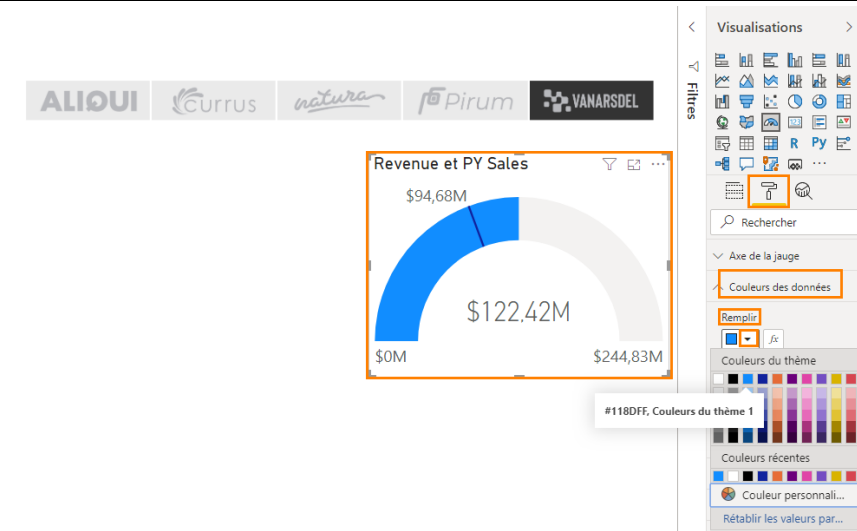 Visualisations
Filtres
ALIQUI
Currus
natura
Pirum
VANARSDEL
Revenue et PY Sales
$94,68M
$122,42M
$0M
$244,83M
R
Py
123
Rechercher
Axe de la jauge
Couleurs des données
Remplir
fx
Couleurs du thème
#118DFF, Couleurs du thème 1
Couleurs récentes
Couleur personnali...
Rétablir les valeurs par...